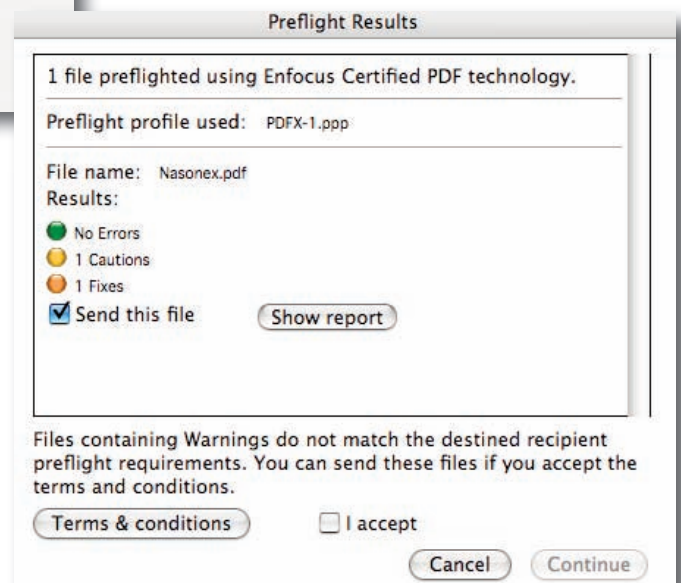 Preflight Results
1 file preflighted using Enfocus Certified PDF technology.
Preflight profile used: PDFX-1.ppp
File name: Nasonex.pdf
Results:
No Errors
1 Cautions
1 Fixes
Send this file Show report
Files containing Warnings do not match the destined recipient
preflight requirements. You can send these files if you accept the
terms and conditions.
Terms & conditions I accept
Cancel Continue